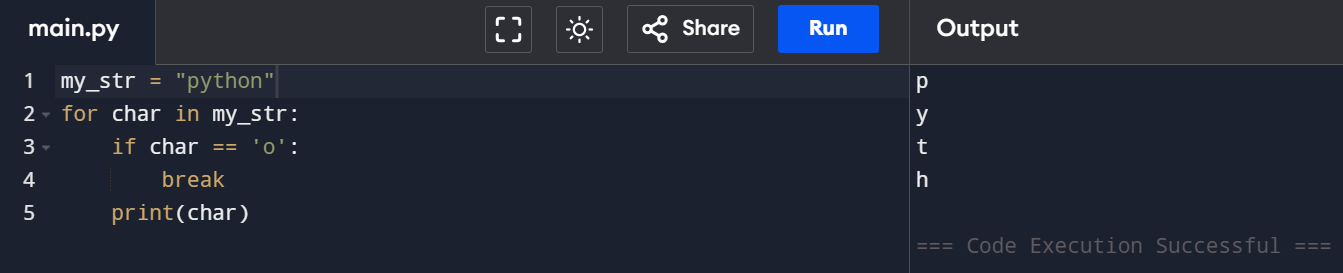 main.py
Share
Run
Output
1 my_str = "python"
2 for char in my_str:
3     if char == 'o':
4         break
5     print(char)
p
y
t
h
=== Code Execution Successful ===